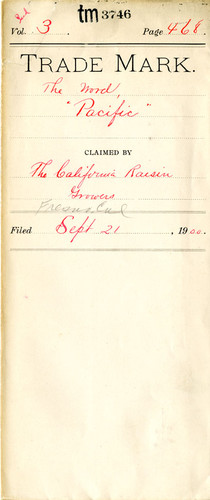 tm 3746
Vol. 3 Page 468.
TRADE MARK.
The word,
"Pacific"
CLAIMED BY
The California Raisin
Growers
Fresno, Cal
Filed Sept 21, 1900.